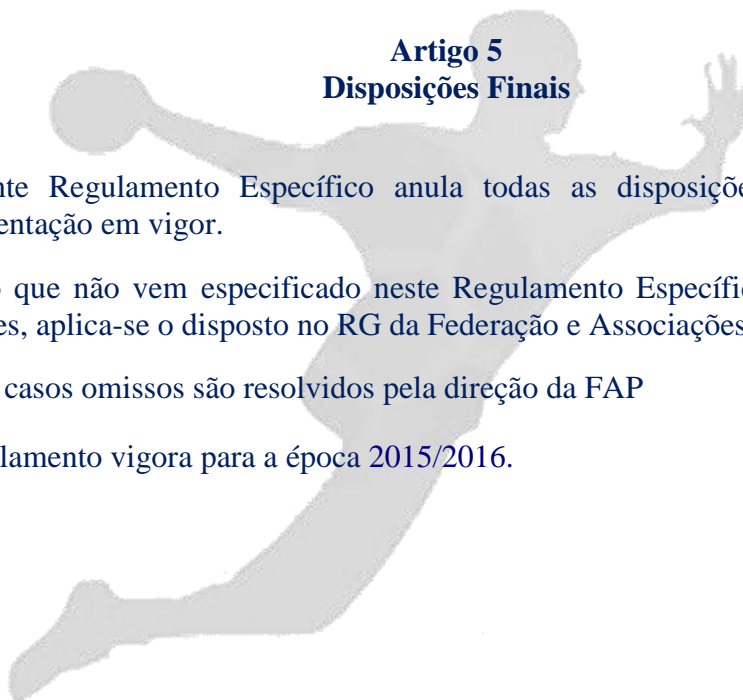 Artigo 5
Disposições Finais
nte Regulamento Específico anula todas as disposiçõe
entação em vigor.
o que não vem especificado neste Regulamento Específic
es, aplica-se o disposto no RG da Federação e Associações
casos omissos são resolvidos pela direção da FAP
lamento vigora para a época 2015/2016.